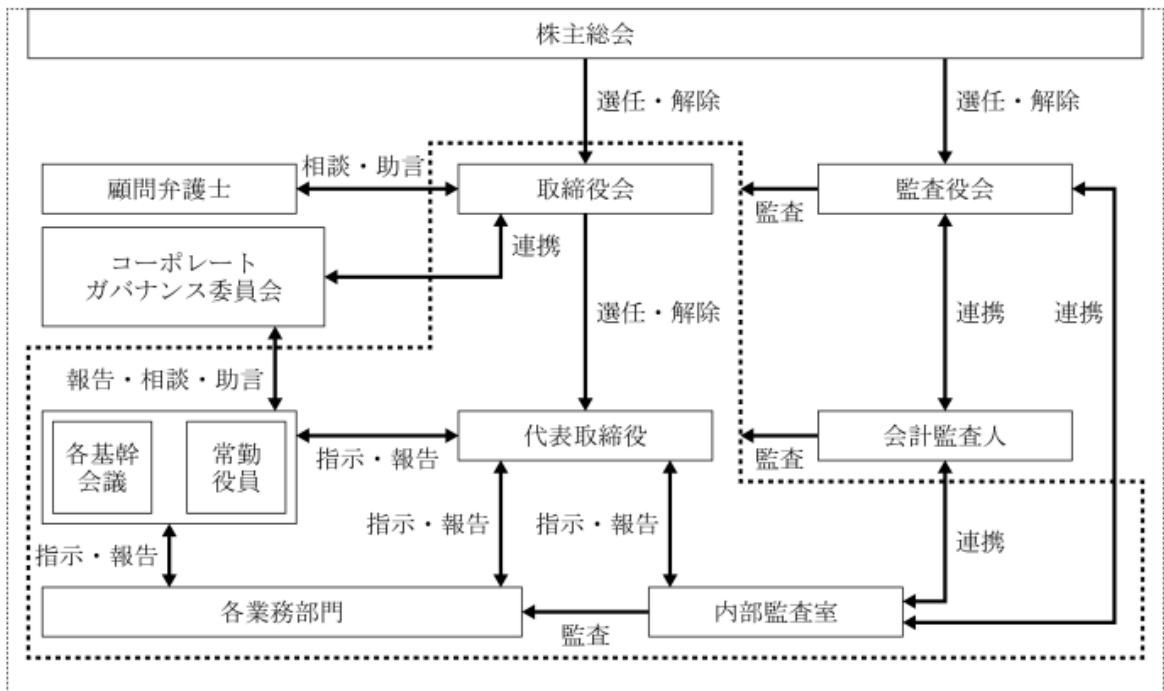 株主総会
選任・解除
選任・解除
相談・助言
顧問弁護士
取締役会
監査役会
監査
連携
コーポレート
ガバナンス委員会
選任・解除
連携
連携
報告・相談・助言
各基幹
会議
常勤
役員
代表取締役
会計監査人
指示・報告
監査
指示・報告
指示・報告
指示・報告
連携
各業務部門
内部監査室
監査